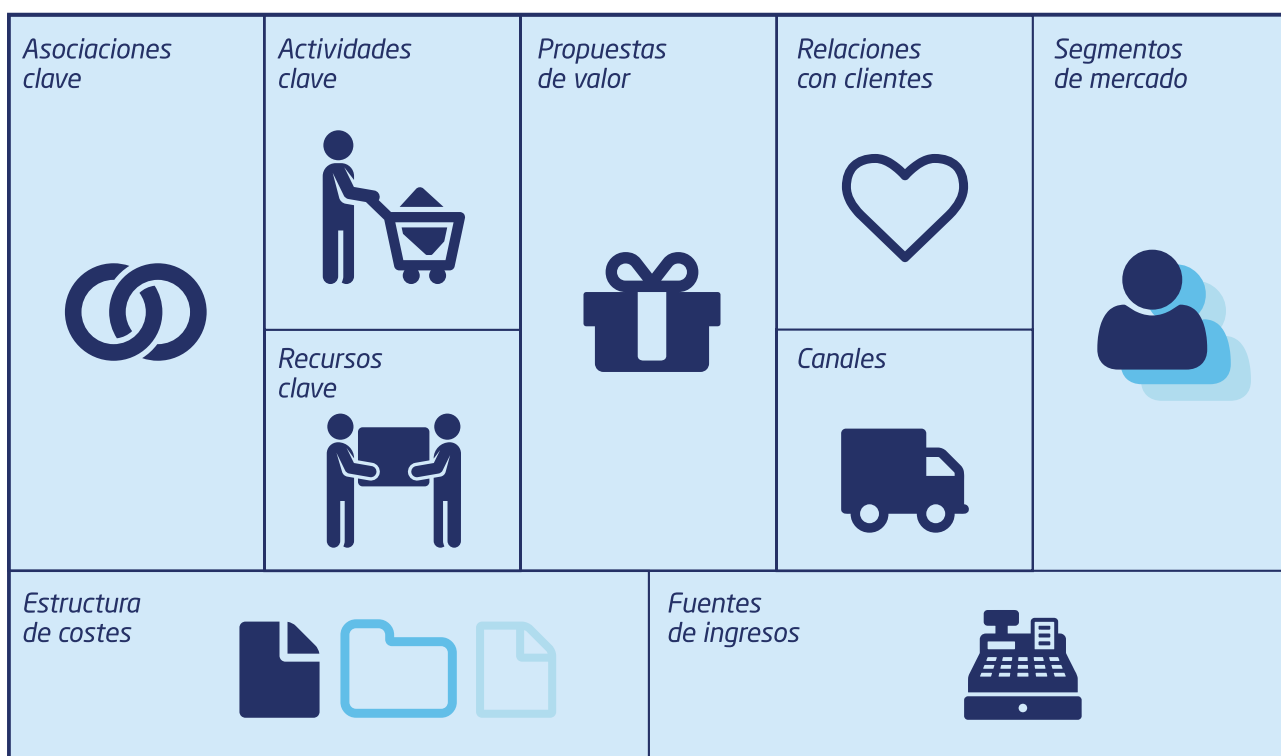 Asociaciones
clave
Actividades
clave
Recursos
clave
Propuestas
de valor
Relaciones
con clientes
Canales
Segmentos
de mercado
Estructura
de costes
Fuentes
de ingresos